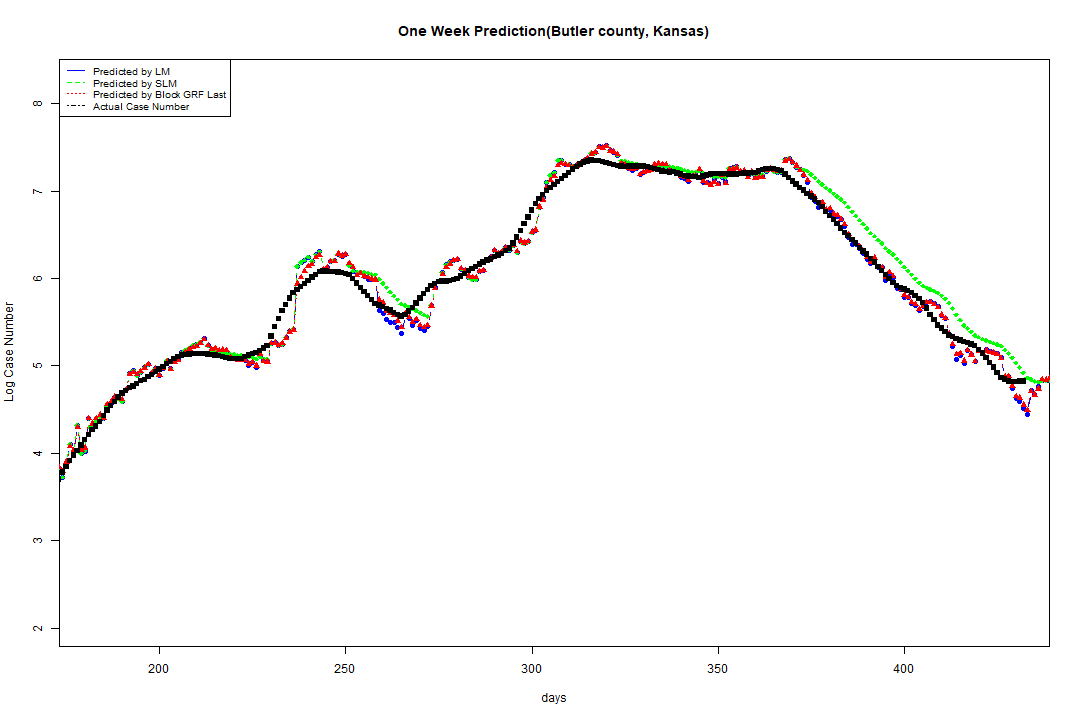 One Week Prediction(Butler county, Kansas)
Predicted by LM
Predicted by SLM
Predicted by Block GRF Last
Actual Case Number
8
7
6
5
4
3
2
Log Case Number
200 250 300 350 400
days